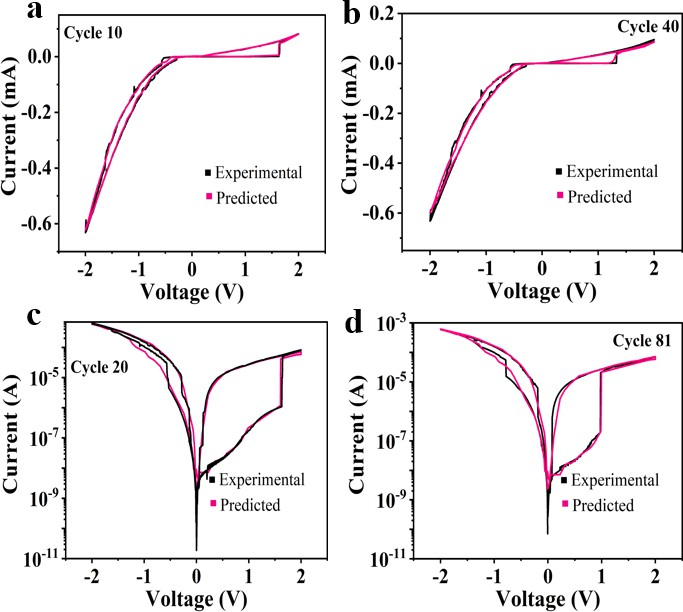 a
Cycle 10
0.0
-0.2
-0.4
-0.6
Current (mA)
Experimental
Predicted
-2 -1 0 1 2
Voltage (V)
b
Cycle 40
0.2
0.0
-0.2
-0.4
-0.6
Current (mA)
Experimental
Predicted
-2 -1 0 1 2
Voltage (V)
c
Cycle 20
10-5
10-7
10-9
10-11
Current (A)
Experimental
Predicted
-2 -1 0 1 2
Voltage (V)
d
Cycle 81
10-3
10-5
10-7
10-9
10-11
Current (A)
Experimental
Predicted
-2 -1 0 1 2
Voltage (V)